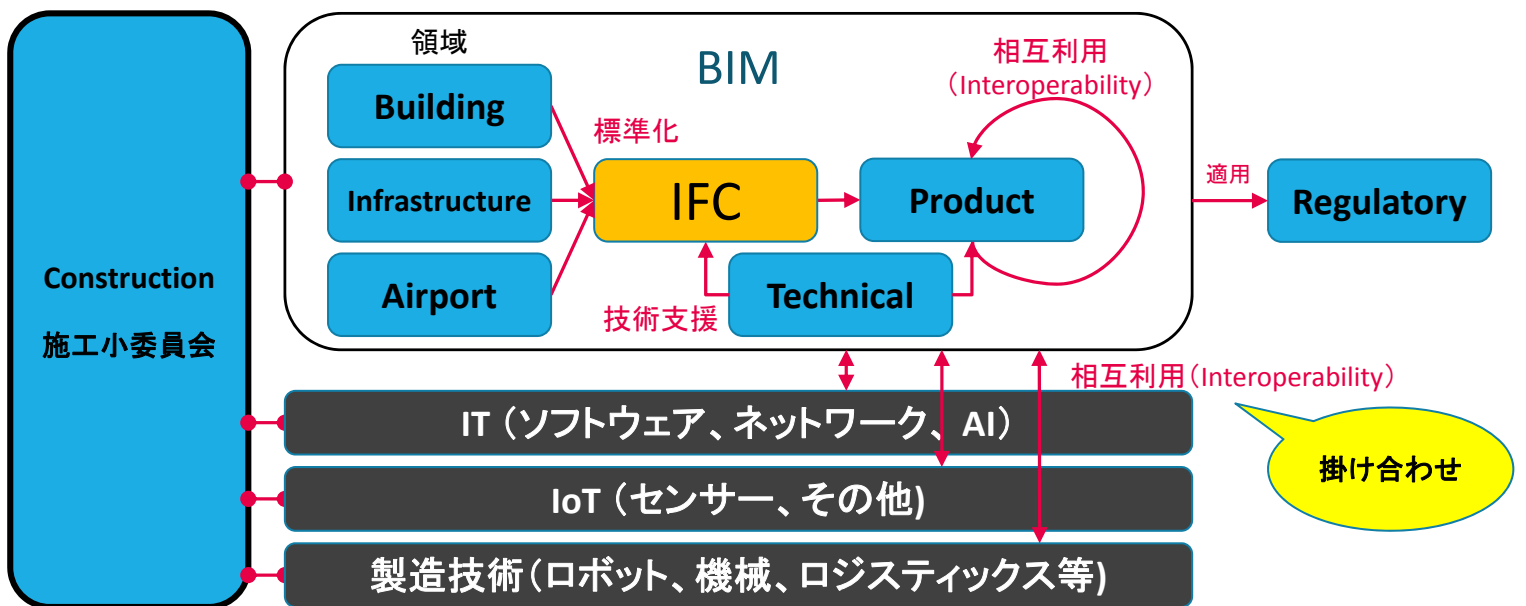 Construction
施工小委員会
領域
BIM
Building
Infrastructure
Airport
標準化
IFC
Product
相互利用
（Interoperability）
Technical
技術支援
適用
Regulatory
相互利用（Interoperability）
IT（ソフトウェア、ネットワーク、AI）
IoT（センサー、その他)
製造技術（ロボット、機械、ロジスティックス等)
掛け合わせ